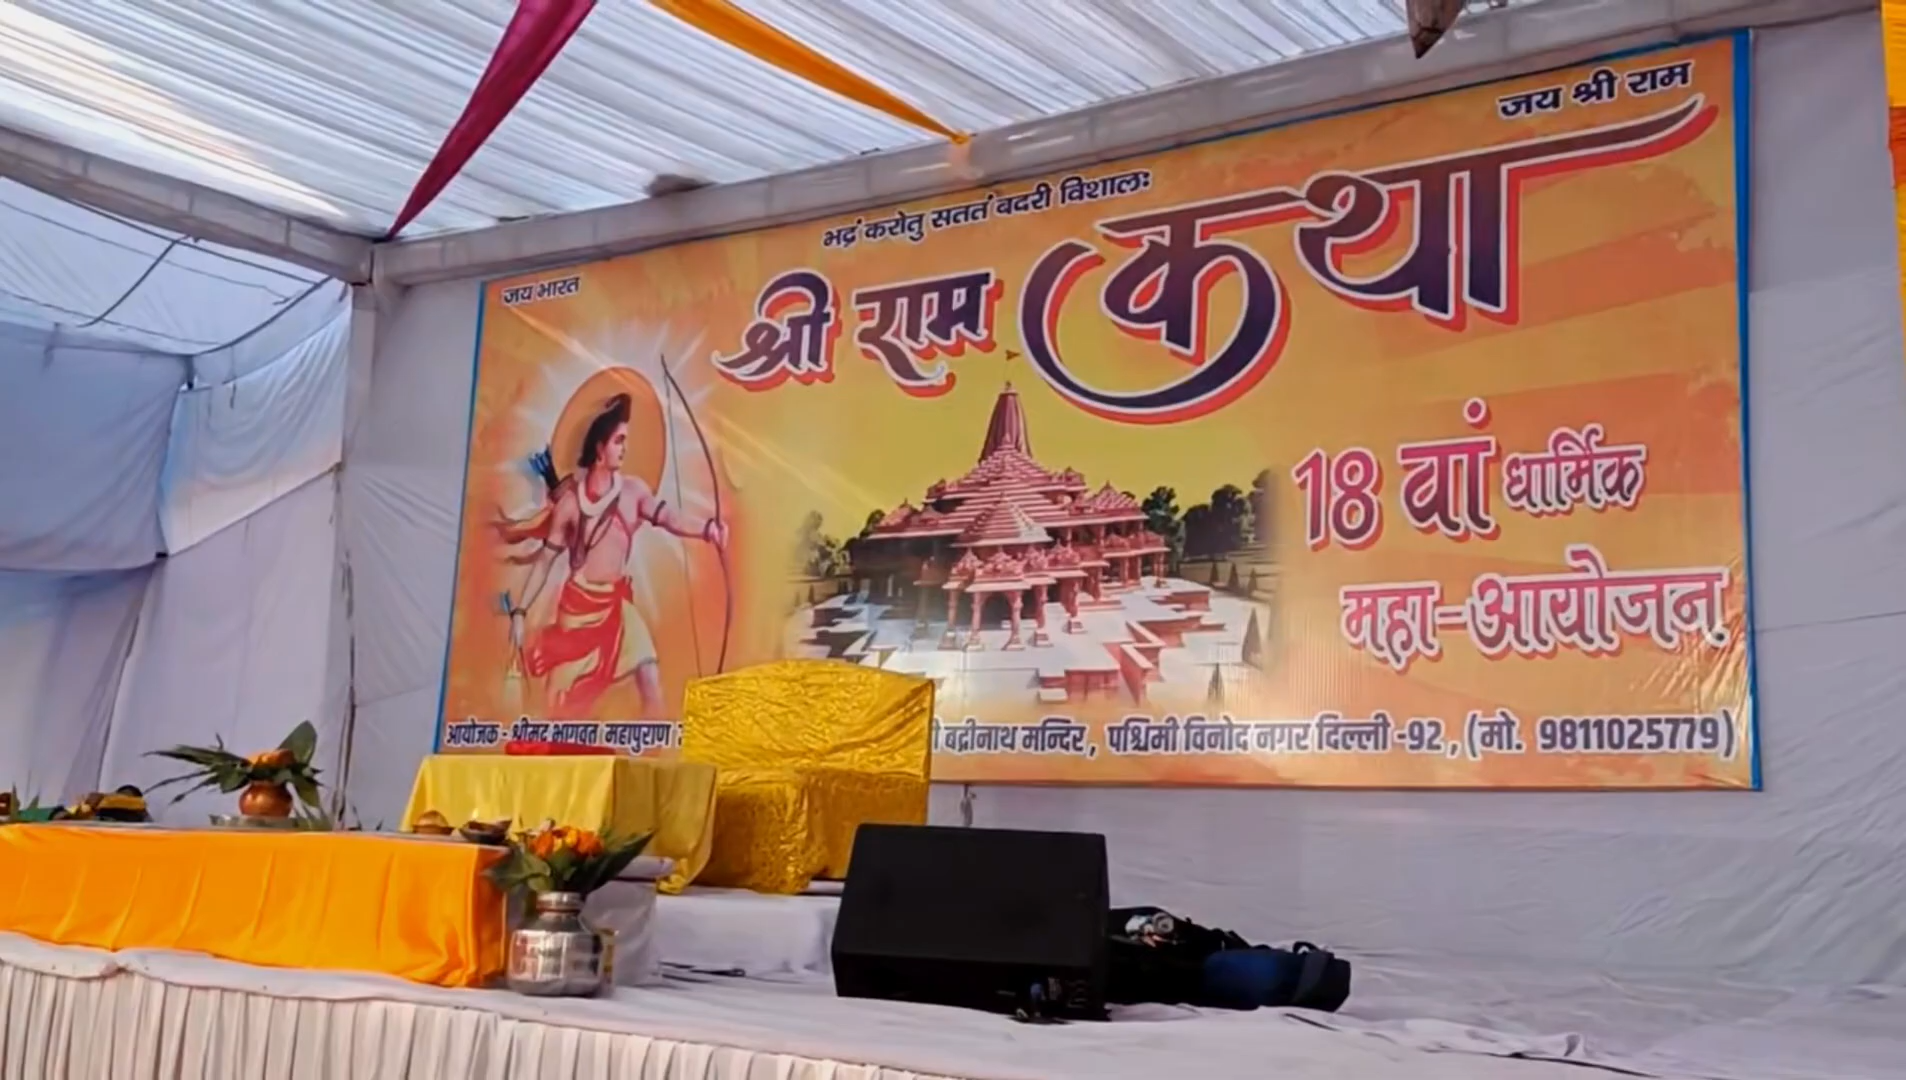 जय श्री राम
भद्रं करोतु सततं बदरी विशालः
जय भारत
श्री राम कथा
18 वां धार्मिक
महा-आयोजन
आयोजक - श्रीमद भागवत महापुराण बद्रीनाथ मन्दिर, पश्चिमी विनोद नगर दिल्ली -92, (मो. 9811025779)